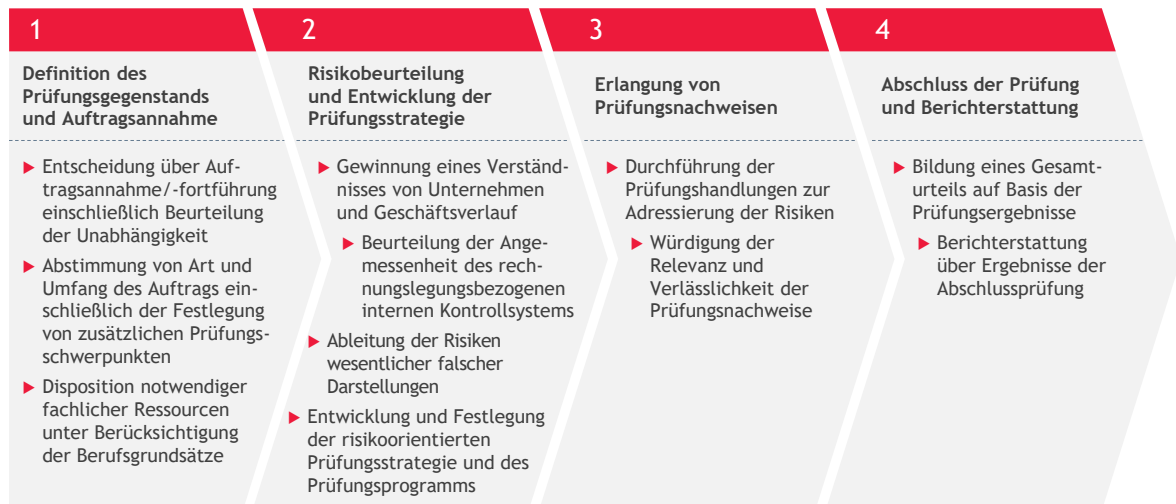 1
Definition des
Prüfungsgegenstands
und Auftragsannahme
Entscheidung über Auf-
tragsannahme/-fortführung
einschließlich Beurteilung
der Unabhängigkeit
Abstimmung von Art und
Umfang des Auftrags ein-
schließlich der Festlegung
von zusätzlichen Prüfungs-
schwerpunkten
Disposition notwendiger
fachlicher Ressourcen
unter Berücksichtigung
der Berufsgrundsätze
2
Risikobeurteilung
und Entwicklung der
Prüfungsstrategie
Gewinnung eines Verständ-
nisses von Unternehmen
und Geschäftsverlauf
Beurteilung der Ange-
messenheit des rech-
nungslegungsbezogenen
internen Kontrollsystems
Ableitung der Risiken
wesentlicher falscher
Darstellungen
Entwicklung und Festlegung
der risikoorientierten
Prüfungsstrategie und des
Prüfungsprogramms
3
Erlangung von
Prüfungsnachweisen
Durchführung der
Prüfungshandlungen zur
Adressierung der Risiken
Würdigung der
Relevanz und
Verlässlichkeit der
Prüfungsnachweise
4
Abschluss der Prüfung
und Berichterstattung
Bildung eines Gesamt-
urteils auf Basis der
Prüfungsergebnisse
Berichterstattung
über Ergebnisse der
Abschlussprüfung